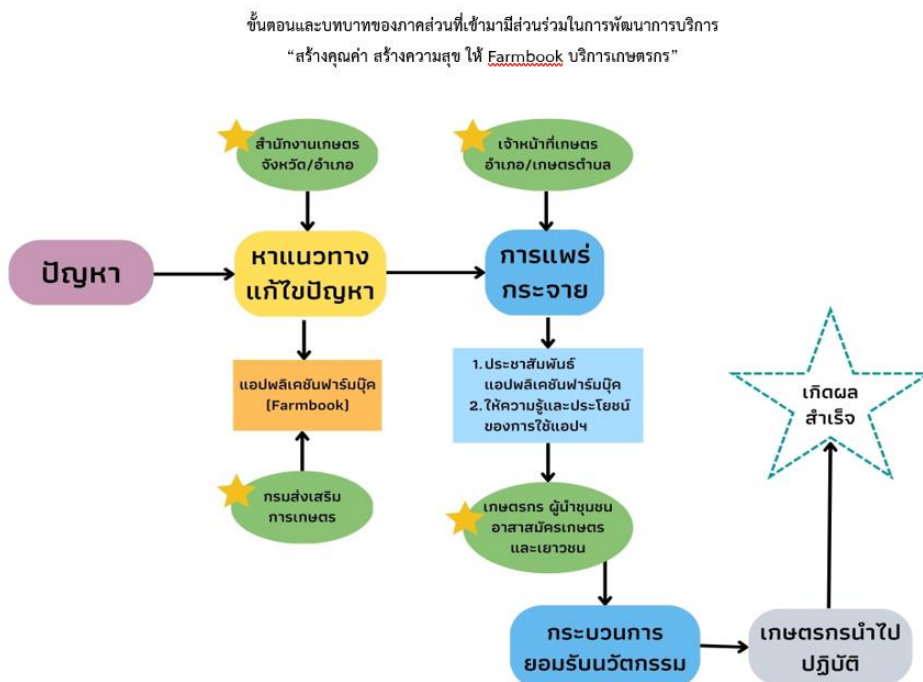 ขั้นตอนและบทบาทของภาคส่วนที่เข้ามามีส่วนร่วมในการพัฒนาการบริการ
“สร้างคุณค่า สร้างความสุข ให้ Farmbook บริการเกษตรกร”
สำนักงานเกษตร
จังหวัด/อำเภอ
เจ้าหน้าที่เกษตร
อำเภอ/เกษตรตำบล
ปัญหา
หาแนวทาง
แก้ไขปัญหา
การแพร่
กระจาย
แอปพลิเคชันฟาร์มบุ๊ค
(Farmbook)
1. ประชาสัมพันธ์
แอปพลิเคชันฟาร์มบุ๊ค
2. ให้ความรู้และประโยชน์
ของการใช้แอปฯ
เกิดผล
สำเร็จ
กรมส่งเสริม
การเกษตร
เกษตรกร ผู้นำชุมชน
อาสาสมัครเกษตร
และเยาวชน
กระบวนการ
ยอมรับนวัตกรรม
เกษตรกรนำไป
ปฏิบัติ